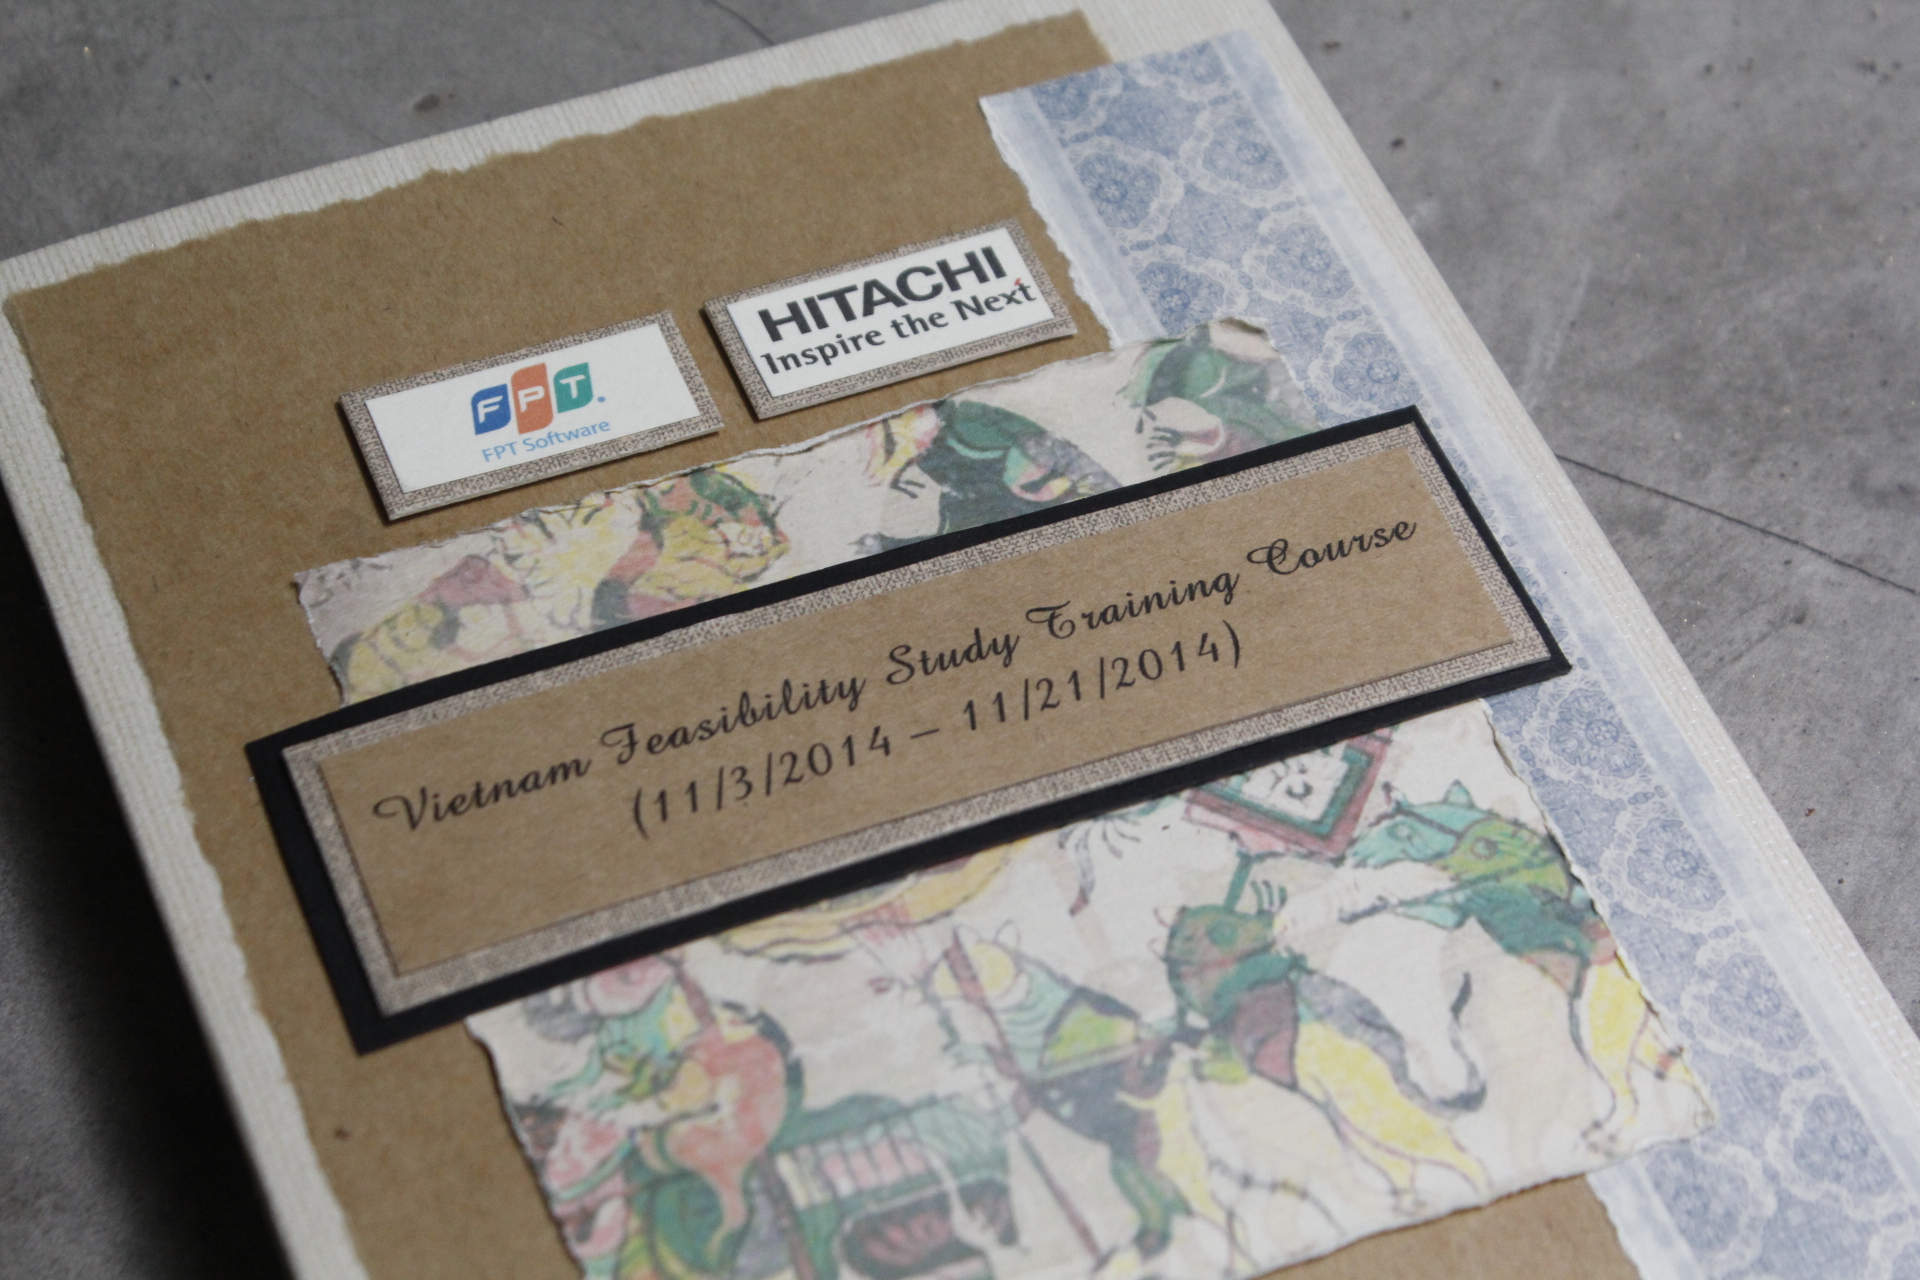 FPT
FPT Software
HITACHI
Inspire the Next
Vietnam Feasibility Study Training Course
(11/3/2014 – 11/21/2014)